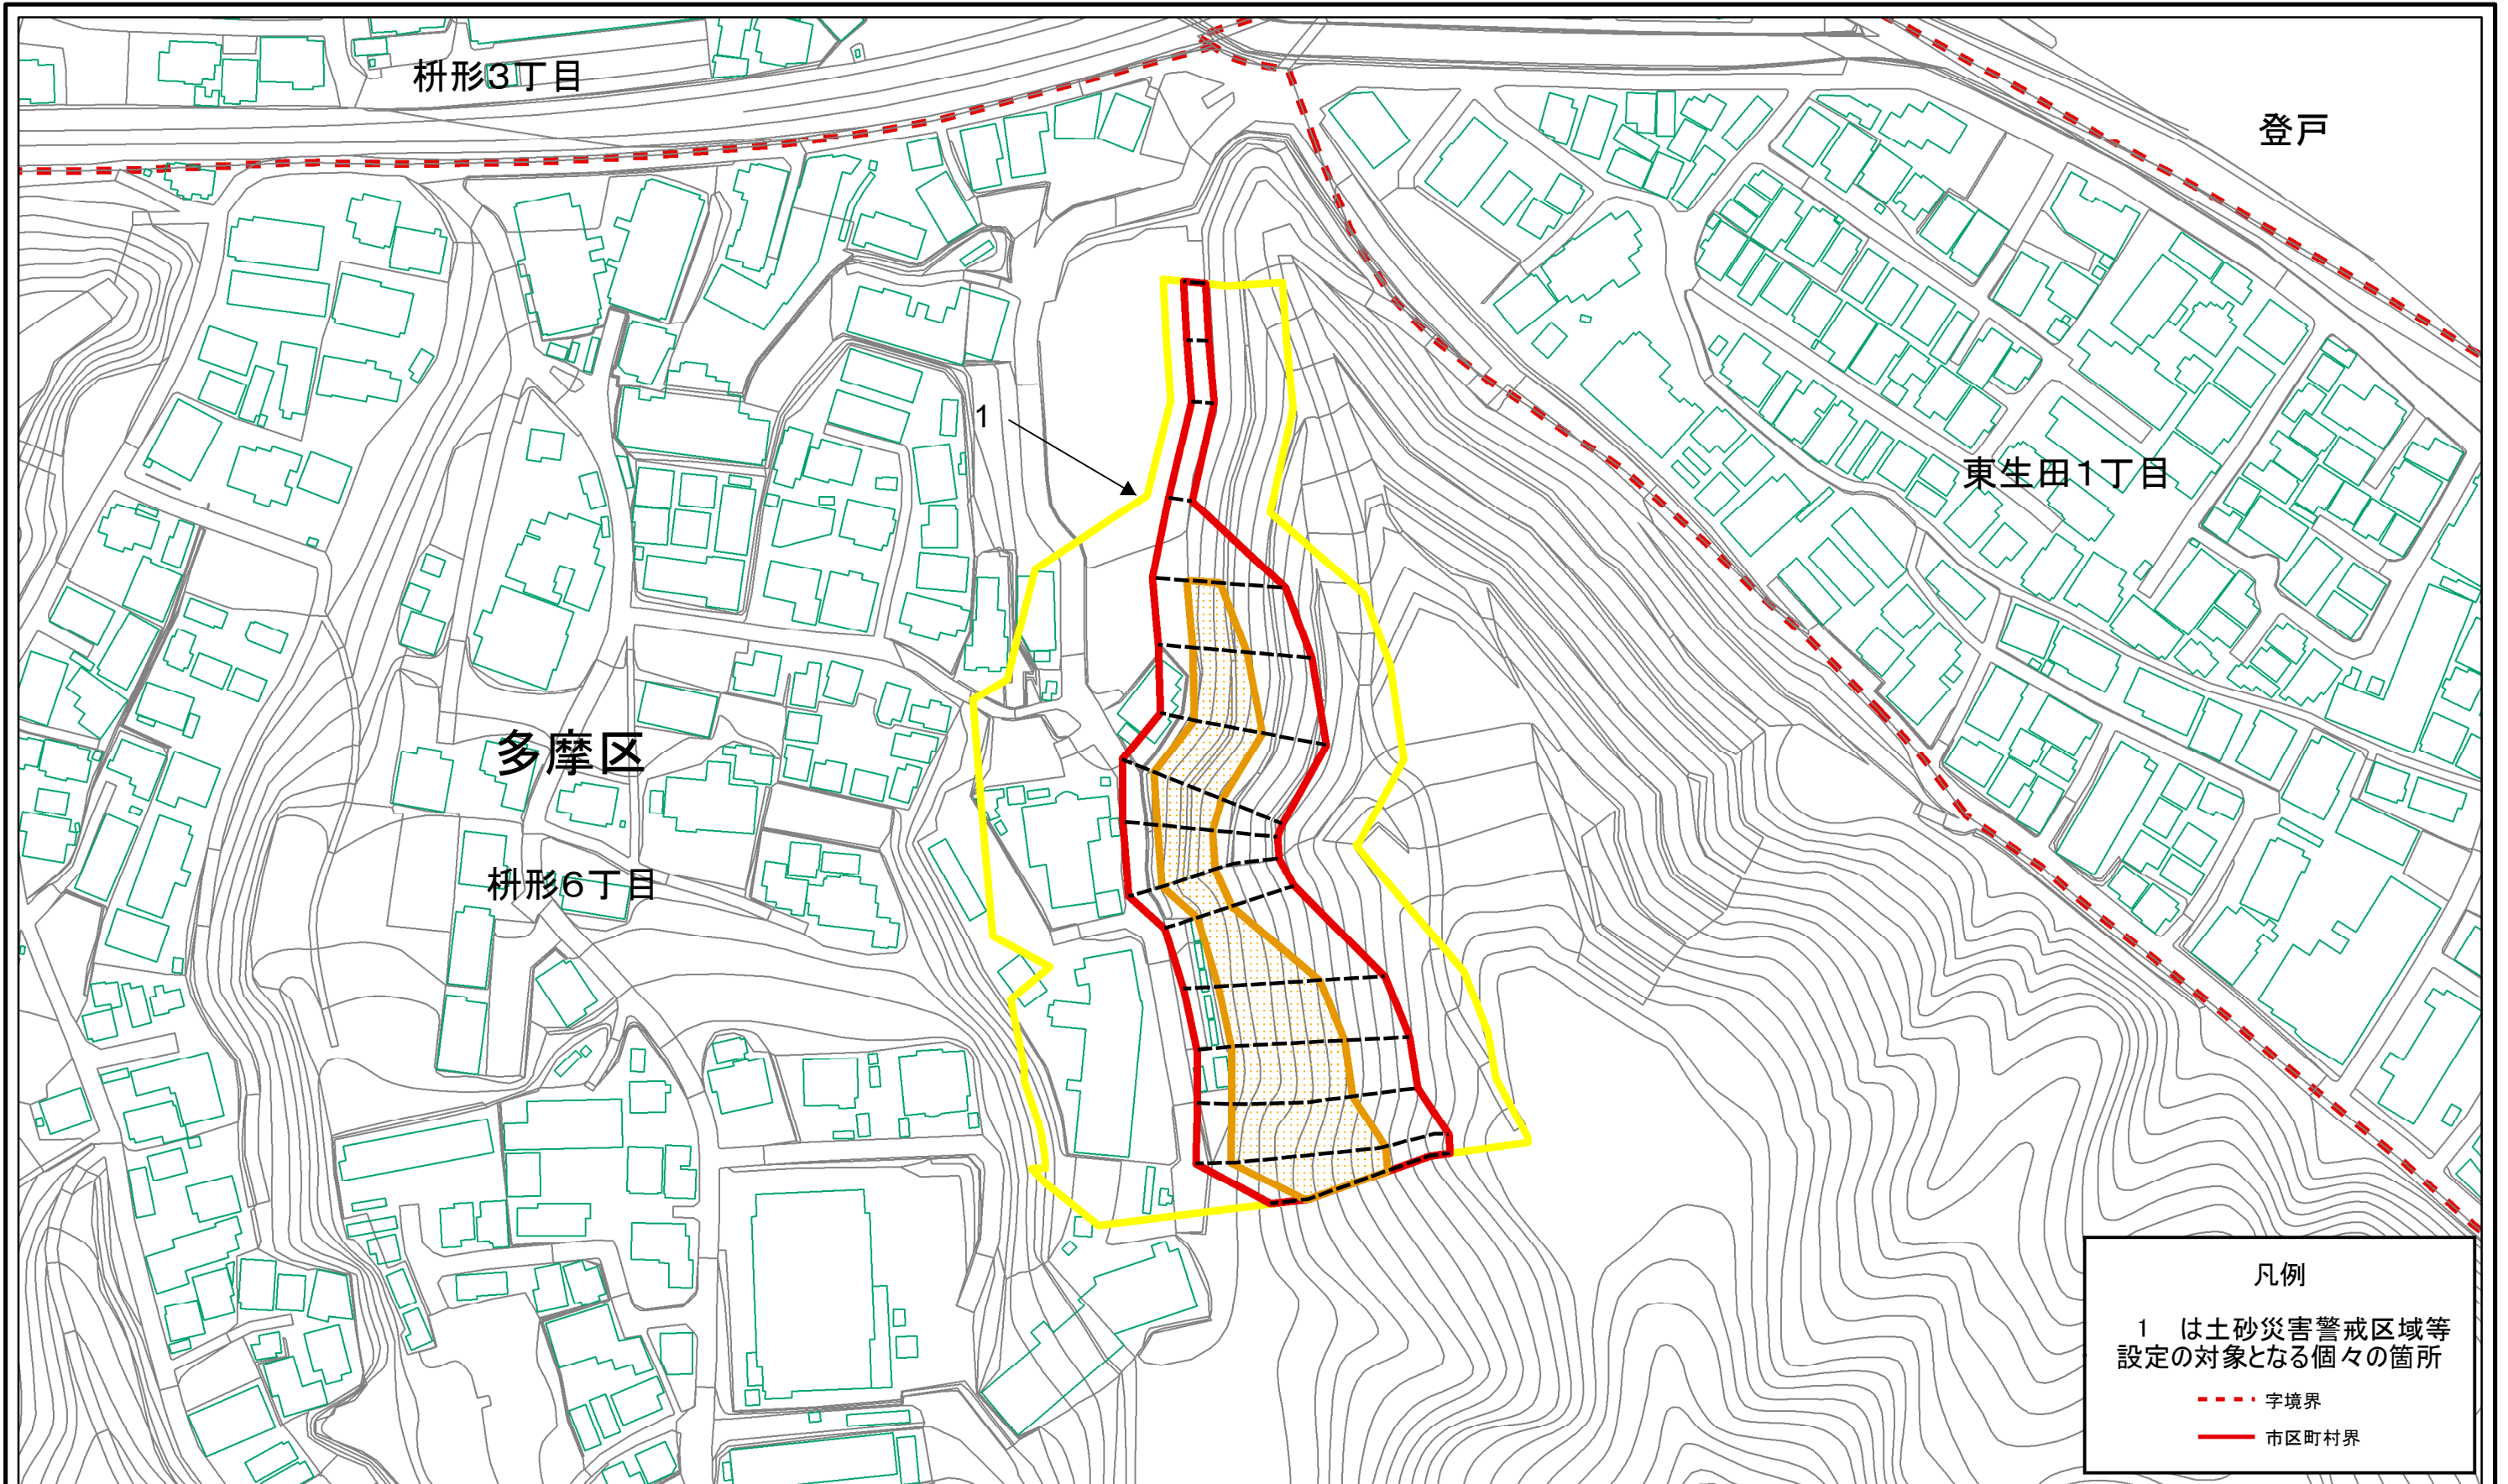 枡形3丁目
登戸
1
東生田1丁目
多摩区
枡形6丁目
凡例
1 は土砂災害警戒区域等
設定の対象となる個々の箇所
字境界
市区町村界